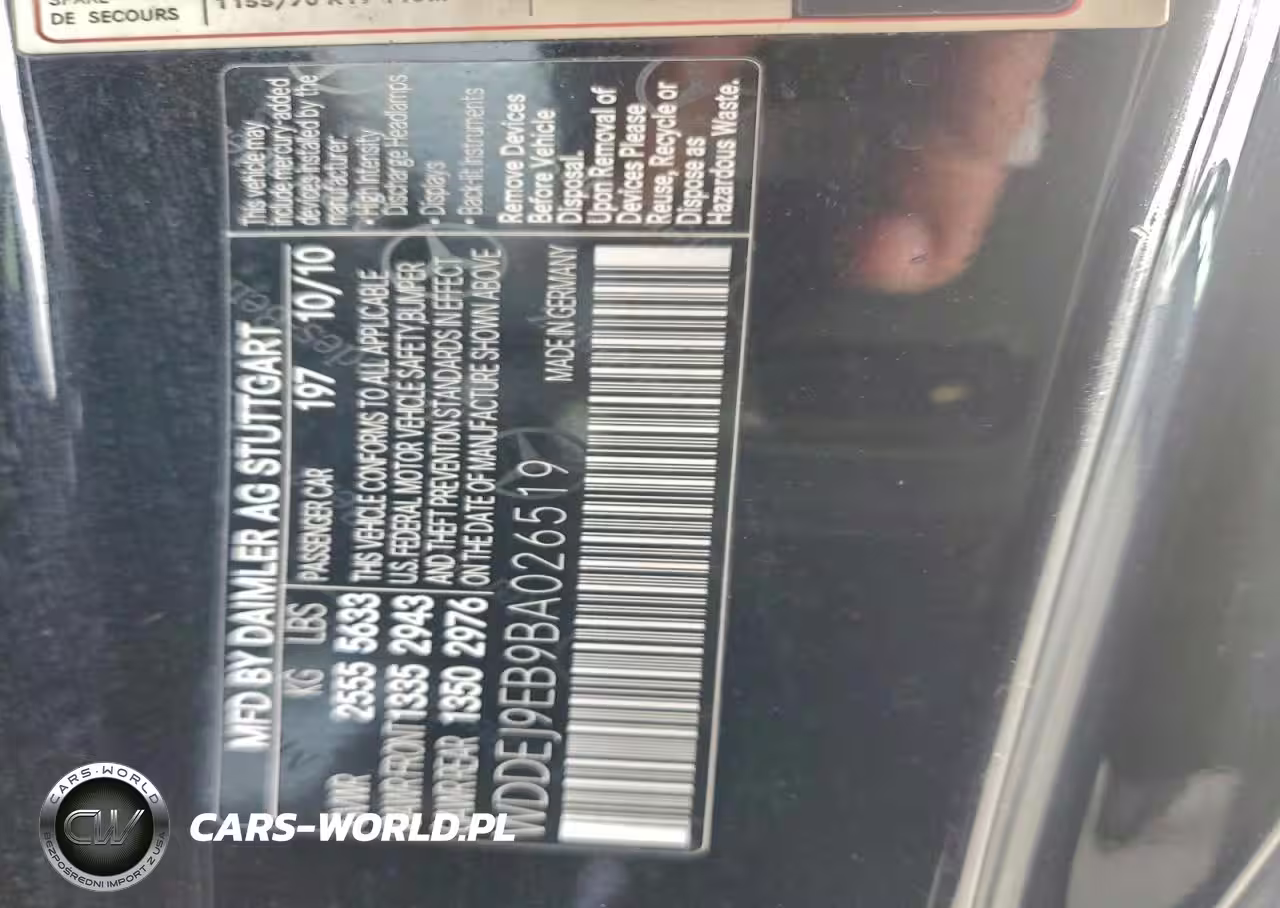 DE SECOURS
MFD BY DAIMLER AG STUTTGART
KG LBS PASSENGER CAR 197 10/10
2555 5633 THIS VEHICLE CONFORMS TO ALL APPLICABLE
FRONT 1335 2943 U.S. FEDERAL MOTOR VEHICLE SAFETY,BUMPER
REAR 1350 2976 AND THEFT PREVENTION STANDARDS IN EFFECT
ON THE DATE OF MANUFACTURE SHOWN ABOVE
WDDEJ9EB9BA026519
MADE IN GERMANY
This vehicle may
include mercury-added
devices installed by the
manufacturer:
• High Intensity
Discharge Headlamps
• Displays
• Back lit Instruments
Remove Devices
Before Vehicle
Disposal.
Upon Removal of
Devices Please
Reuse, Recycle or
Dispose as
Hazardous Waste.
CARS-WORLD
CW
BEZPOŚREDNI IMPORT Z USA
CARS-WORLD.PL